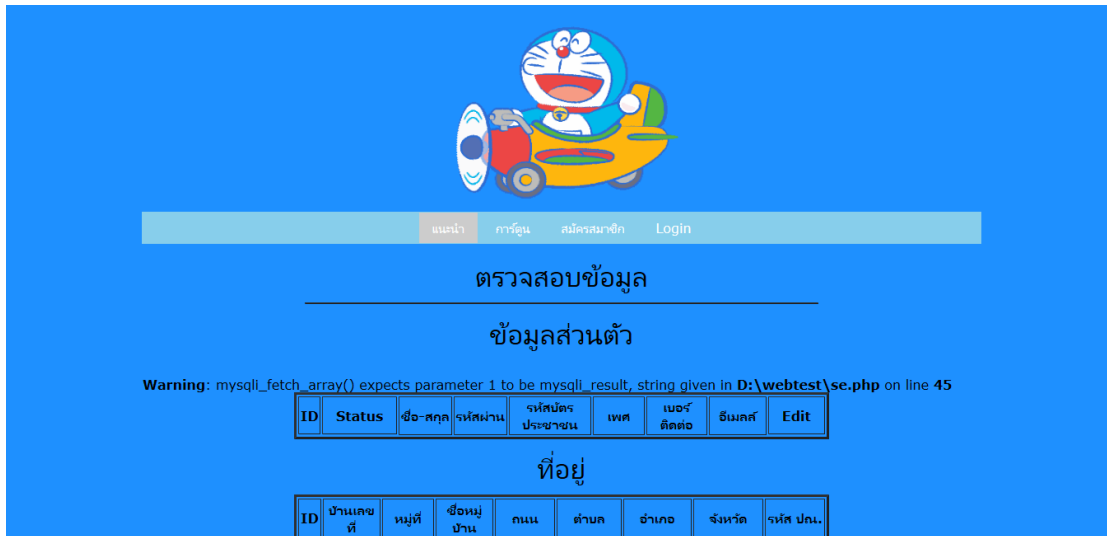 แนะนำ การ์ตูน สมัครสมาชิก Login
ตรวจสอบข้อมูล
ข้อมูลส่วนตัว
Warning: mysqli_fetch_array() expects parameter 1 to be mysqli_result, string given in D:\webtest\se.php on line 45
ID Status ชื่อ-สกุล รหัสผ่าน รหัสบัตร ประชาชน เพศ เบอร์ ติดต่อ อีเมลล์ Edit
ที่อยู่
ID บ้านเลข ที่ หมู่ที่ ชื่อหมู่ บ้าน ถนน ตำบล อำเภอ จังหวัด รหัส ปณ.